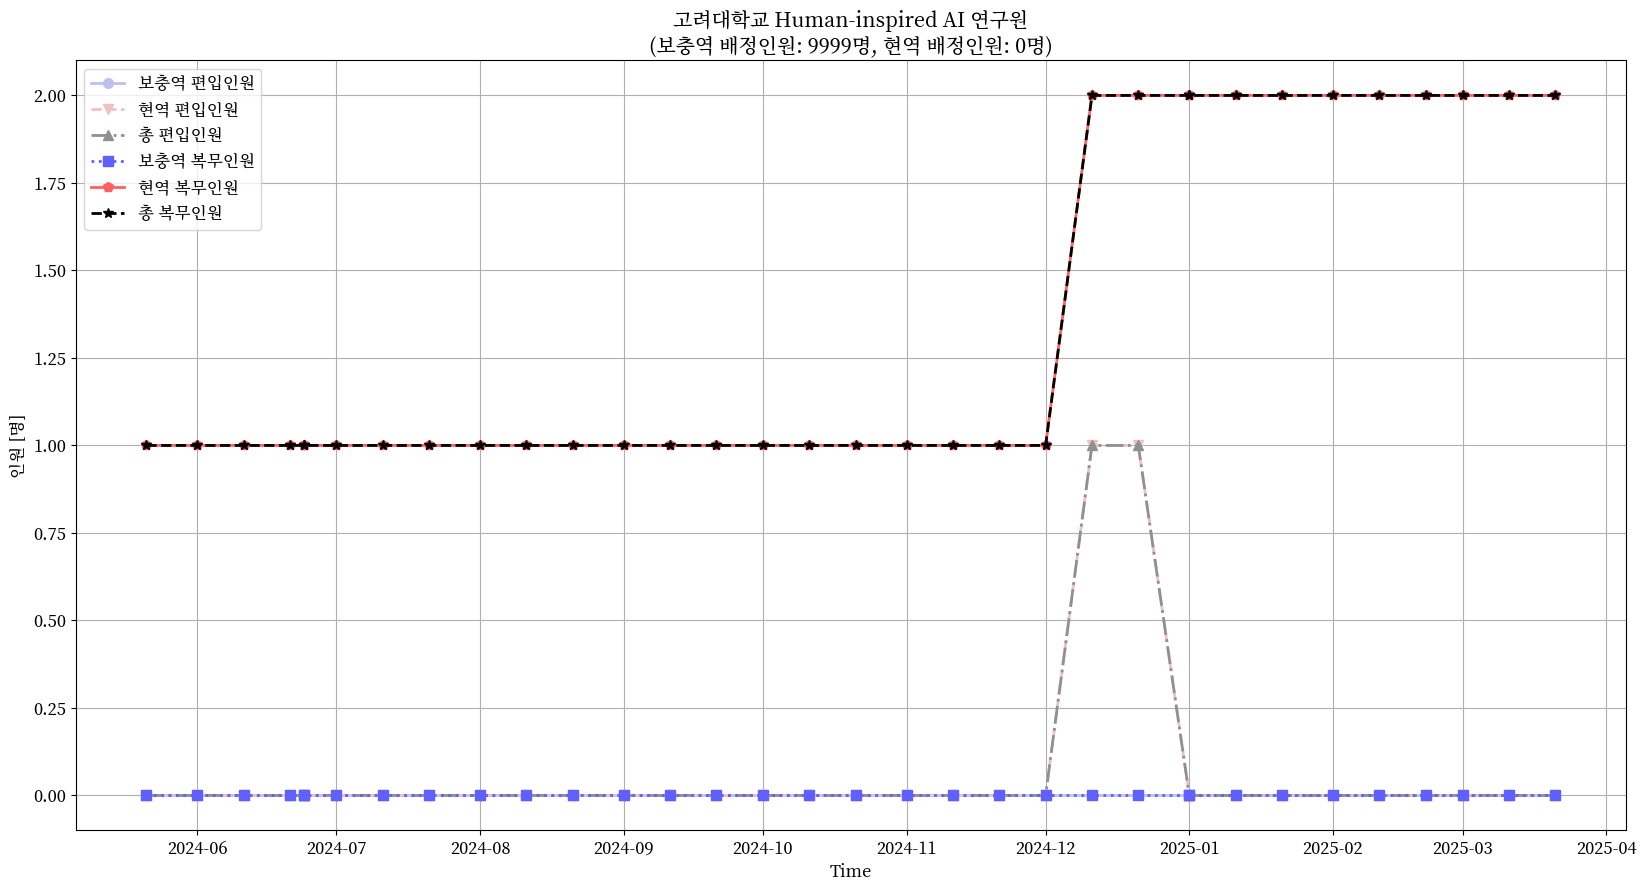 고려대학교 Human-inspired AI 연구원
(보충역 배정인원: 9999명, 현역 배정인원: 0명)
보충역 편입인원
현역 편입인원
총 편입인원
보충역 복무인원
현역 복무인원
총 복무인원
2.00
1.75
1.50
1.25
1.00
0.75
0.50
0.25
0.00
인원 [명]
2024-06 2024-07 2024-08 2024-09 2024-10 2024-11 2024-12 2025-01 2025-02 2025-03 2025-04
Time